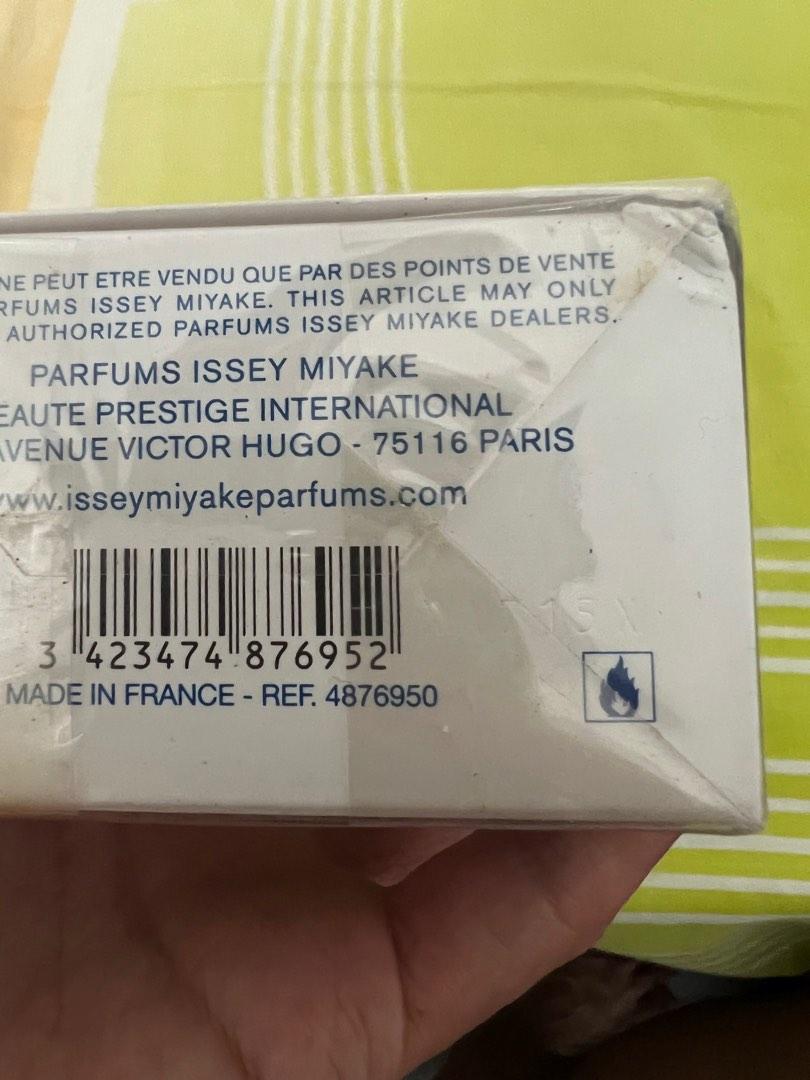 NE PEUT ETRE VENDU QUE PAR DES POINTS DE VENTE
RFUMS ISSEY MIYAKE. THIS ARTICLE MAY ONLY
AUTHORIZED PARFUMS ISSEY MIYAKE DEALERS.
PARFUMS ISSEY MIYAKE
EAUTE PRESTIGE INTERNATIONAL
AVENUE VICTOR HUGO - 75116 PARIS
www.isseymiyakeparfums.com
3 423474 876952
MADE IN FRANCE - REF. 4876950